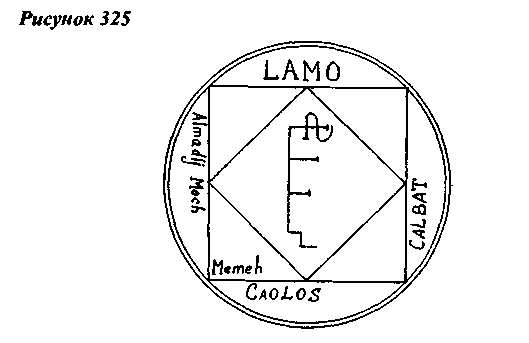 Рисунок 325
LAMO
Almadij Moch
CALBAT
Memeh
CAOLOS